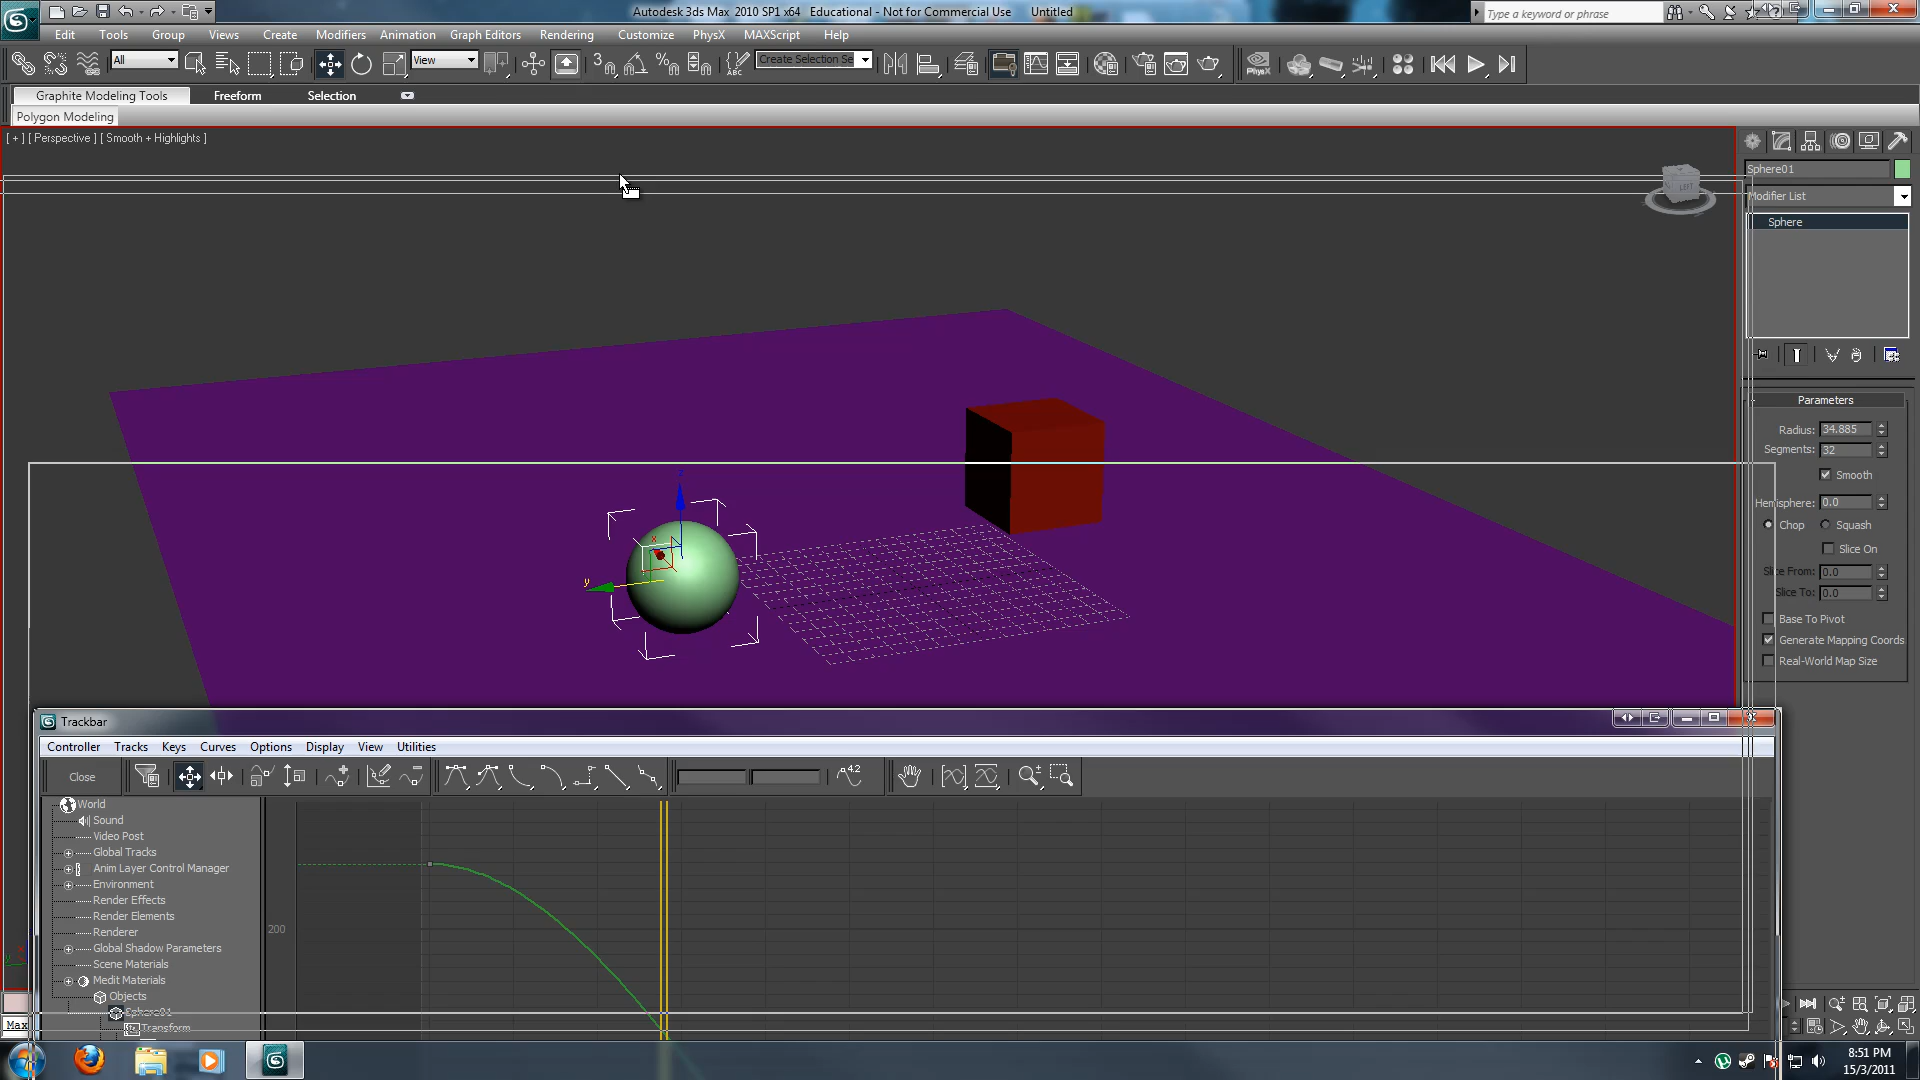 Autodesk 3ds Max 2010 SP1 x64 Educational - Not for Commercial Use Untitled
Type a keyword or phrase
Edit Tools Group Views Create Modifiers Animation Graph Editors Rendering Customize PhysX MAXScript Help
All View Create Selection Se
Graphite Modeling Tools Freeform Selection
Polygon Modeling
[ + ] [ Perspective ] [ Smooth + Highlights ]
LEFT
Sphere01
Modifier List
Sphere
Parameters
Radius: 34.885
Segments: 32
Smooth
Hemisphere: 0.0
Chop Squash
Slice On
Slice From: 0.0
Slice To: 0.0
Base To Pivot
Generate Mapping Coords
Real-World Map Size
x
y
Trackbar
Controller Tracks Keys Curves Options Display View Utilities
Close
4.2
World
Sound
Video Post
Global Tracks
Anim Layer Control Manager
Environment
Render Effects
Render Elements
Renderer
Global Shadow Parameters
Scene Materials
Medit Materials
Objects
Sphere01
Transform
200
Max
8:51 PM
15/3/2011